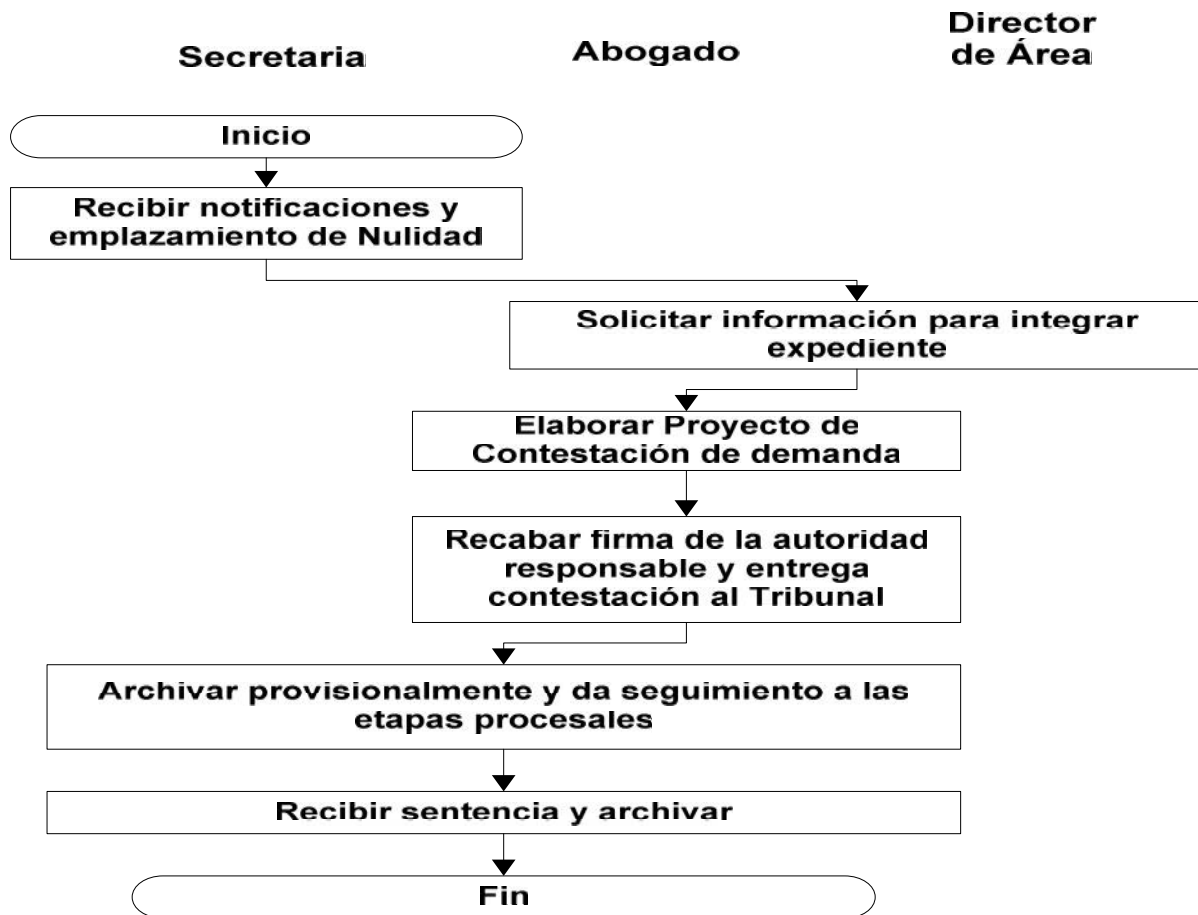 Secretaria
Abogado
Director
de Área
Inicio
Recibir notificaciones y
emplazamiento de Nulidad
Solicitar información para integrar
expediente
Elaborar Proyecto de
Contestación de demanda
Recabar firma de la autoridad
responsable y entrega
contestación al Tribunal
Archivar provisionalmente y da seguimiento a las
etapas procesales
Recibir sentencia y archivar
Fin